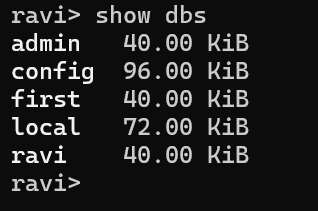 ravi> show dbs
admin   40.00 KiB
config  96.00 KiB
first   40.00 KiB
local   72.00 KiB
ravi    40.00 KiB
ravi>